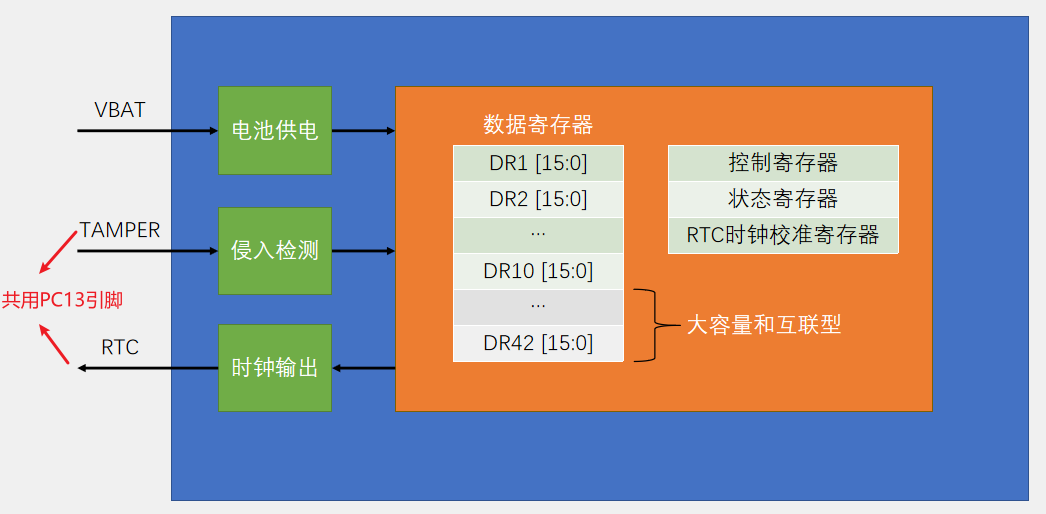 VBAT
电池供电
TAMPER
侵入检测
共用PC13引脚
RTC
时钟输出
数据寄存器
DR1 [15:0]
DR2 [15:0]
...
DR10 [15:0]
...
DR42 [15:0]
控制寄存器
状态寄存器
RTC时钟校准寄存器
大容量和互联型